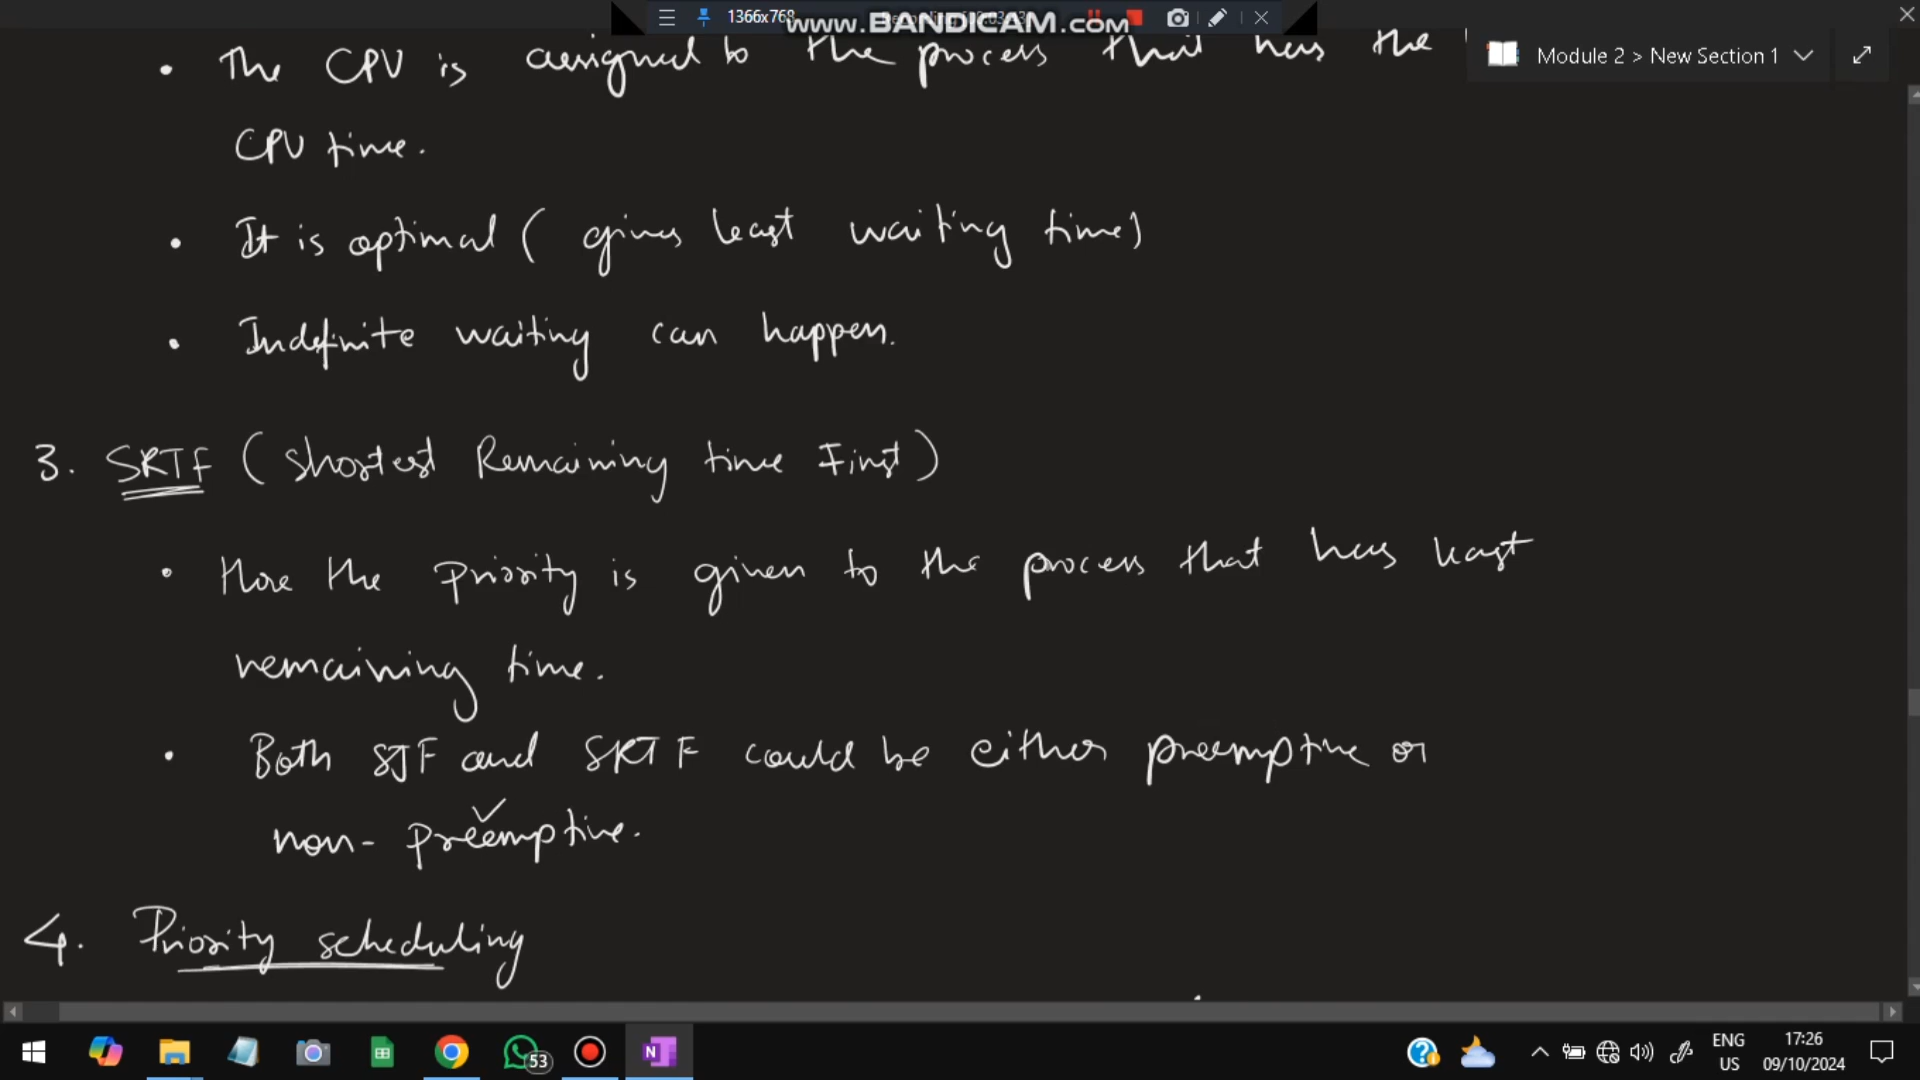 1366x768
www.BANDICAM.com
• The CPU is assigned to the process that has the
Module 2 > New Section 1
CPU time.
• It is optimal ( gives least waiting time)
• Indefinite waiting can happen.
3. SRTF ( Shortest Remaining time First )
• Here the priority is given to the process that has least
remaining time.
• Both SJF and SRTF could be either preemptive or
non- preemptive.
4. Priority scheduling
53
ENG
US
17:26
09/10/2024